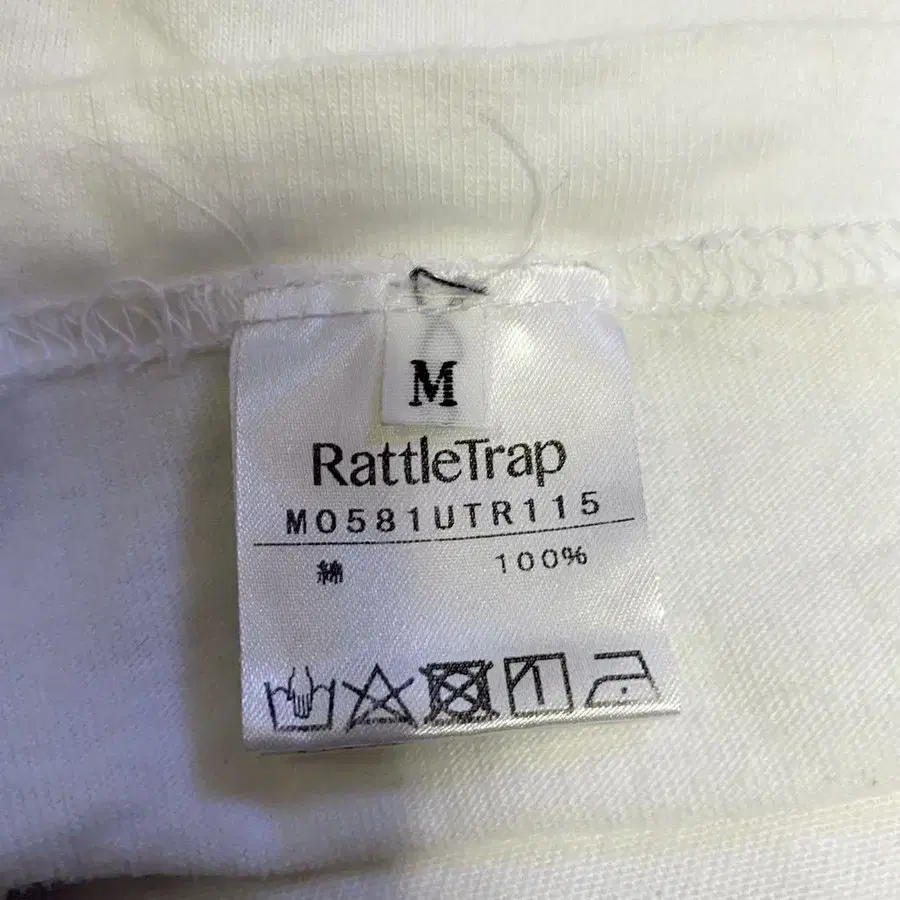 M
RattleTrap
M0581UTR115
綿 100%